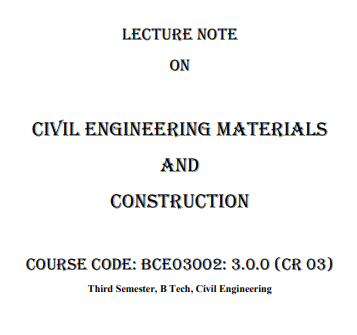 LECTURE NOTE
ON
CIVIL ENGINEERING MATERIALS
AND
CONSTRUCTION
COURSE CODE: BCE03002: 3.0.0 (CR 03)
Third Semester, B Tech, Civil Engineering